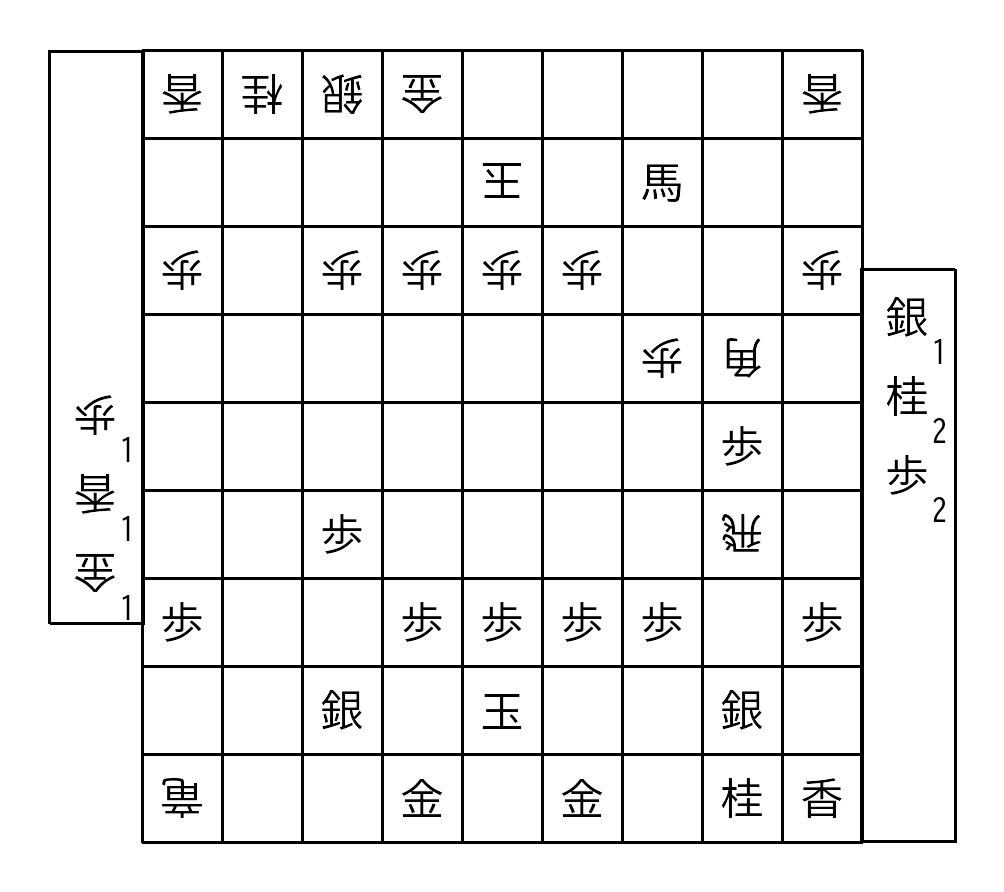 香 桂 銀 金 香
王 馬
歩 歩 歩 歩 歩 歩
歩 角
歩
歩 飛
歩 歩 歩 歩 歩 歩
銀 玉 銀
竜 金 金 桂 香
歩1
香1
金1
銀1
桂2
歩2